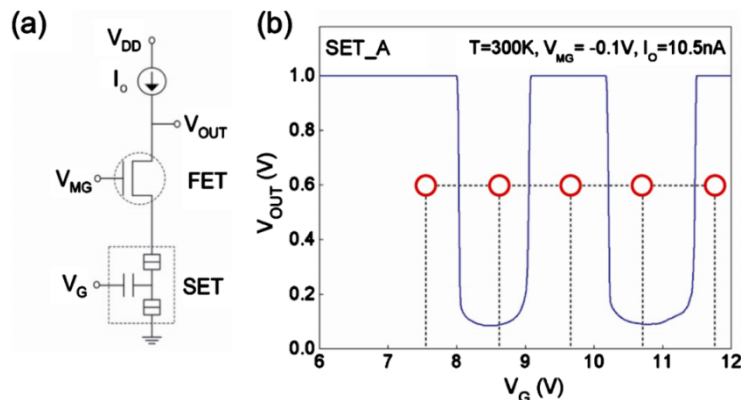 (a)
V_DD
I_o
V_OUT
V_MG
FET
V_G
SET
(b)
SET_A
T=300K, V_MG= -0.1V, I_O=10.5nA
V_OUT (V)
1.0
0.8
0.6
0.4
0.2
0.0
6 7 8 9 10 11 12
V_G (V)